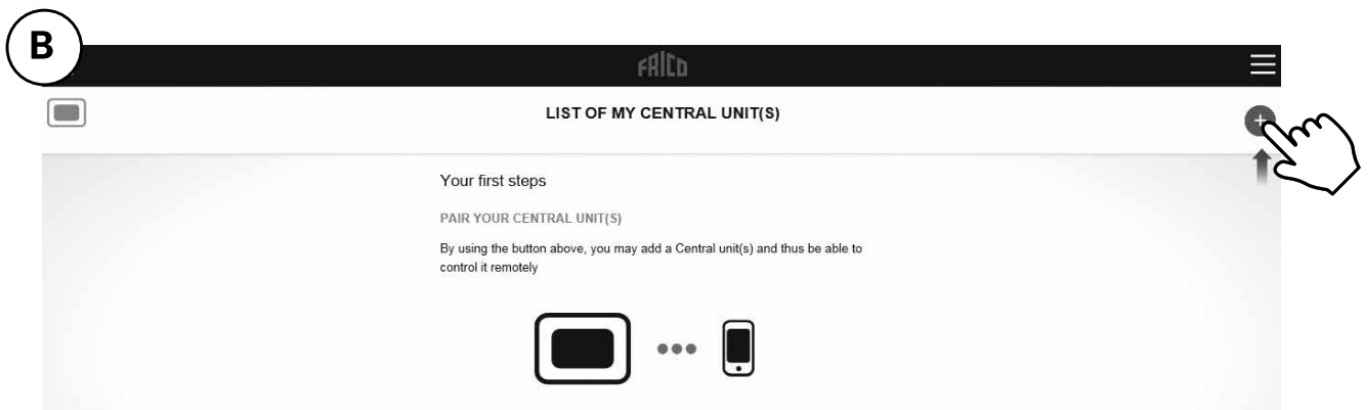 B
FRICO
LIST OF MY CENTRAL UNIT(S)
+
Your first steps
PAIR YOUR CENTRAL UNIT(S)
By using the button above, you may add a Central unit(s) and thus be able to
control it remotely